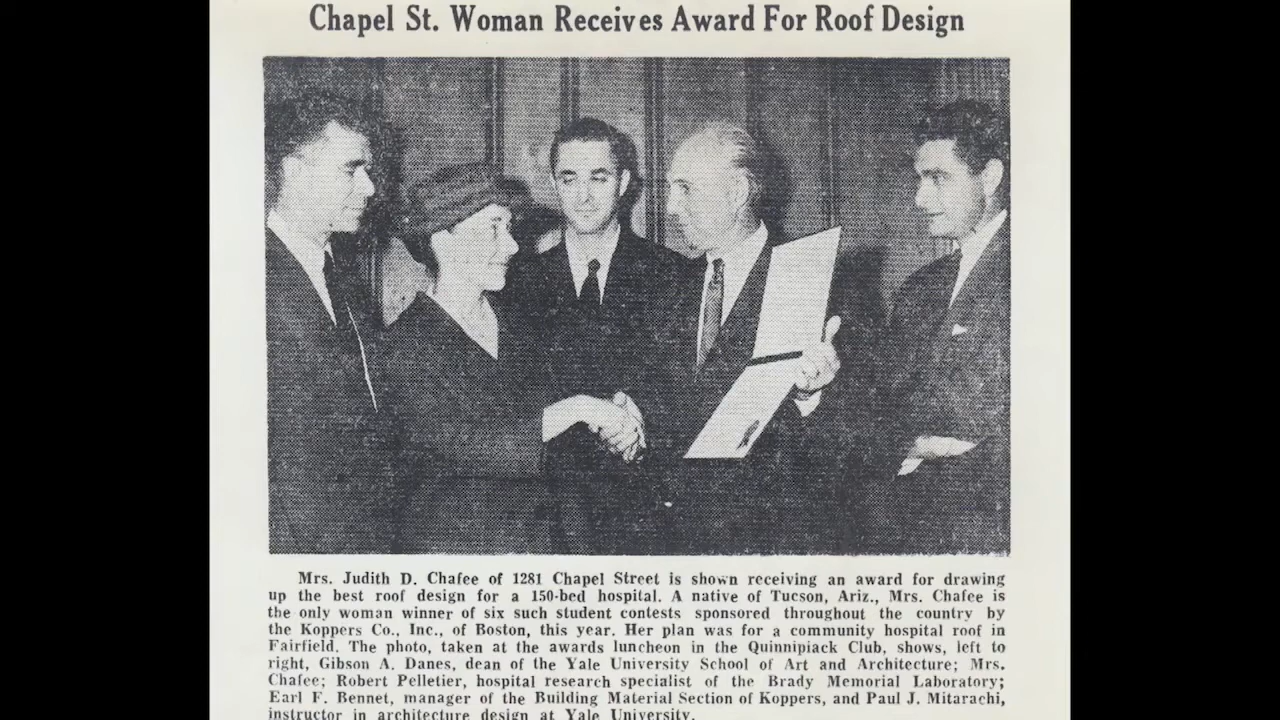 Chapel St. Woman Receives Award For Roof Design
Mrs. Judith D. Chafee of 1281 Chapel Street is shown receiving an award for drawing
up the best roof design for a 150-bed hospital. A native of Tucson, Ariz., Mrs. Chafee is
the only woman winner of six such student contests sponsored throughout the country by
the Koppers Co., Inc., of Boston, this year. Her plan was for a community hospital roof in
Fairfield. The photo, taken at the awards luncheon in the Quinnipiack Club, shows, left to
right, Gibson A. Danes, dean of the Yale University School of Art and Architecture; Mrs.
Chafee; Robert Pelletier, hospital research specialist of the Brady Memorial Laboratory;
Earl F. Bennet, manager of the Building Material Section of Koppers, and Paul J. Mitarachi,
instructor in architecture design at Yale University.